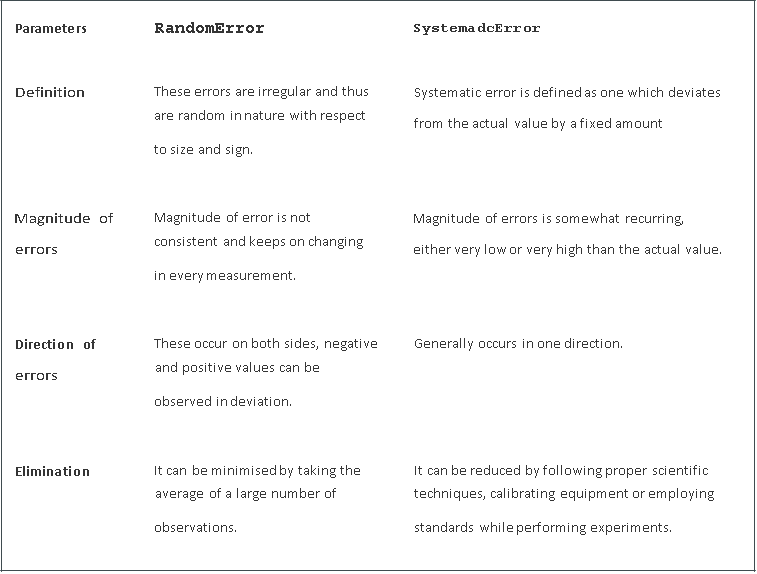 Parameters RandomError SystemadcError
Definition These errors are irregular and thus are random in nature with respect to size and sign. Systematic error is defined as one which deviates from the actual value by a fixed amount
Magnitude of errors Magnitude of error is not consistent and keeps on changing in every measurement. Magnitude of errors is somewhat recurring, either very low or very high than the actual value.
Direction of errors These occur on both sides, negative and positive values can be observed in deviation. Generally occurs in one direction.
Elimination It can be minimised by taking the average of a large number of observations. It can be reduced by following proper scientific techniques, calibrating equipment or employing standards while performing experiments.